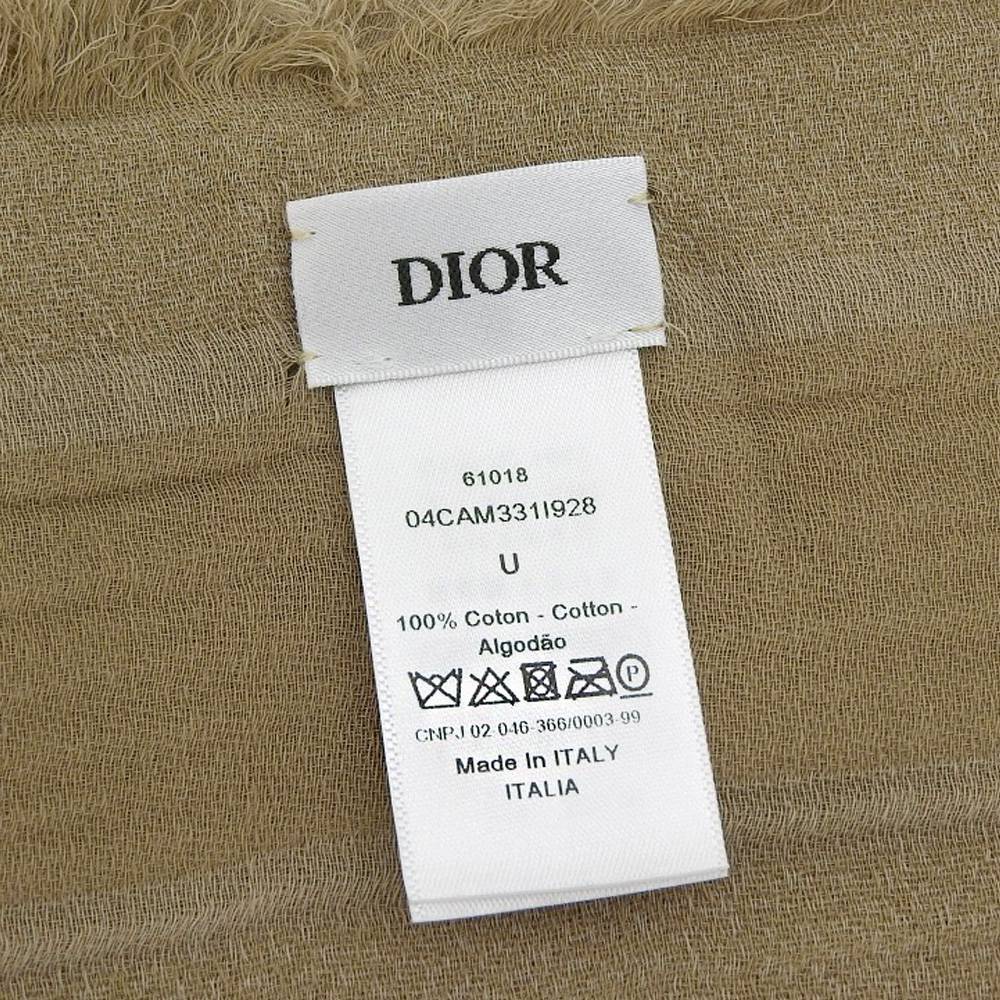 DIOR
61018
04CAM331I928
U
100% Coton - Cotton -
Algodão
P
CNPJ 02-046-366/0003-99
Made In ITALY
ITALIA